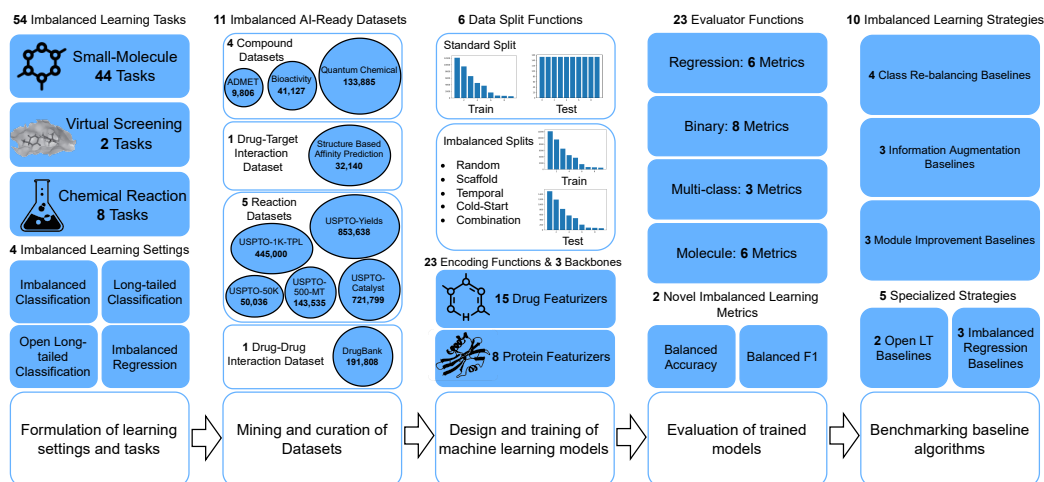 54 Imbalanced Learning Tasks
Small-Molecule
44 Tasks
Virtual Screening
2 Tasks
Chemical Reaction
8 Tasks
4 Imbalanced Learning Settings
Imbalanced
Classification
Long-tailed
Classification
Open Long-
tailed
Classification
Imbalanced
Regression
Formulation of learning
settings and tasks
11 Imbalanced AI-Ready Datasets
4 Compound
Datasets
ADMET
9,806
Bioactivity
41,127
Quantum Chemical
133,885
1 Drug-Target
Interaction
Dataset
Structure Based
Affinity Prediction
32,140
5 Reaction
Datasets
USPTO-Yields
853,638
USPTO-1K-TPL
445,000
USPTO-50K
50,036
USPTO-
500-MT
143,535
USPTO-
Catalyst
721,799
1 Drug-Drug
Interaction Dataset
DrugBank
191,808
Mining and curation of
Datasets
6 Data Split Functions
Standard Split
Train
Test
Imbalanced Splits
• Random
• Scaffold
• Temporal
• Cold-Start
• Combination
Train
Test
23 Encoding Functions & 3 Backbones
H
15 Drug Featurizers
8 Protein Featurizers
Design and training of
machine learning models
23 Evaluator Functions
Regression: 6 Metrics
Binary: 8 Metrics
Multi-class: 3 Metrics
Molecule: 6 Metrics
2 Novel Imbalanced Learning
Metrics
Balanced
Accuracy
Balanced F1
Evaluation of trained
models
10 Imbalanced Learning Strategies
4 Class Re-balancing Baselines
3 Information Augmentation
Baselines
3 Module Improvement Baselines
5 Specialized Strategies
2 Open LT
Baselines
3 Imbalanced
Regression
Baselines
Benchmarking baseline
algorithms